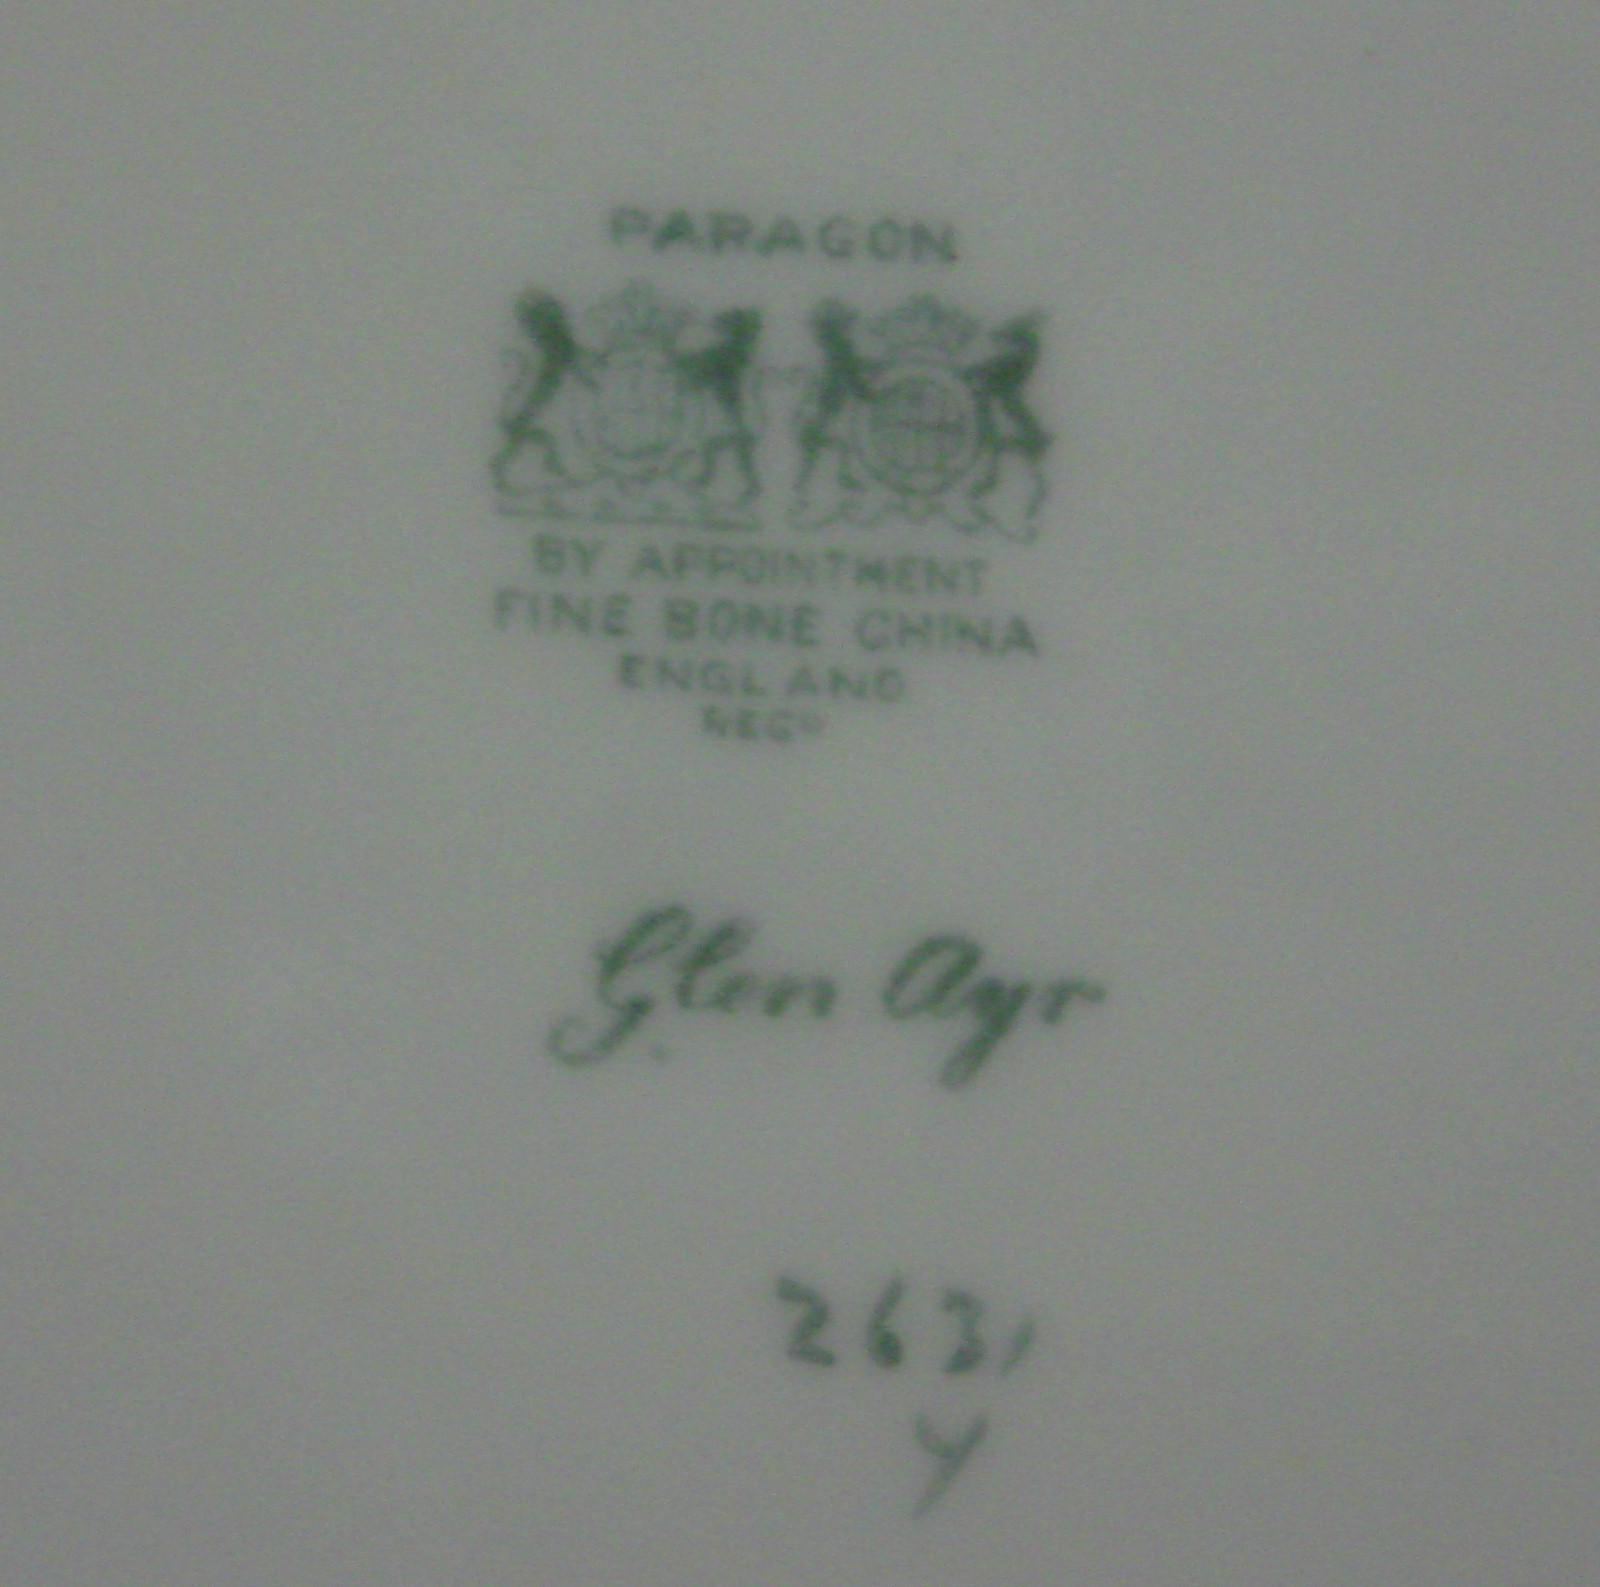 PARAGON
BY APPOINTMENT
FINE BONE CHINA
ENGLAND
REGD
Glen Ayr
2631
y